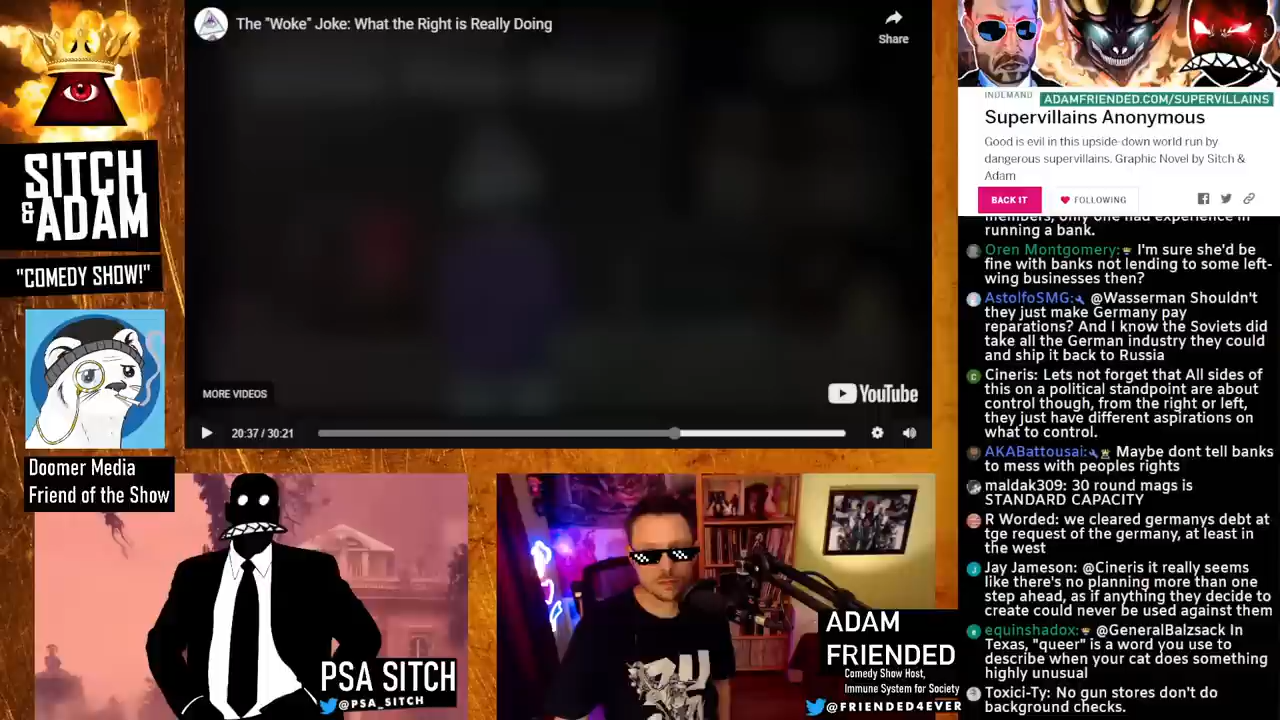 The "Woke" Joke: What the Right is Really Doing
Share
MORE VIDEOS
YouTube
20:37 / 30:21
SITCH
& ADAM
"COMEDY SHOW!"
Doomer Media
Friend of the Show
PSA SITCH
@PSA_SITCH
ADAM
FRIENDED
Comedy Show Host,
Immune System for Society
@FRIENDED4EVER
INDEMAND
ADAMFRIENDED.COM/SUPERVILLAINS
Supervillains Anonymous
Good is evil in this upside-down world run by
dangerous supervillains. Graphic Novel by Sitch &
Adam
BACK IT
FOLLOWING
members, only one had experience in
running a bank.
Oren Montgomery: I'm sure she'd be
fine with banks not lending to some left-
wing businesses then?
AstolfoSMG: @Wasserman Shouldn't
they just make Germany pay
reparations? And I know the Soviets did
take all the German industry they could
and ship it back to Russia
Cineris: Lets not forget that All sides of
this on a political standpoint are about
control though, from the right or left,
they just have different aspirations on
what to control.
AKABattousai: Maybe dont tell banks
to mess with peoples rights
maldak309: 30 round mags is
STANDARD CAPACITY
R Worded: we cleared germanys debt at
tge request of the germany, at least in
the west
Jay Jameson: @Cineris it really seems
like there's no planning more than one
step ahead, as if anything they decide to
create could never be used against them
equinshadox: @GeneralBalzsack In
Texas, "queer" is a word you use to
describe when your cat does something
highly unusual
Toxici-Ty: No gun stores don't do
background checks.